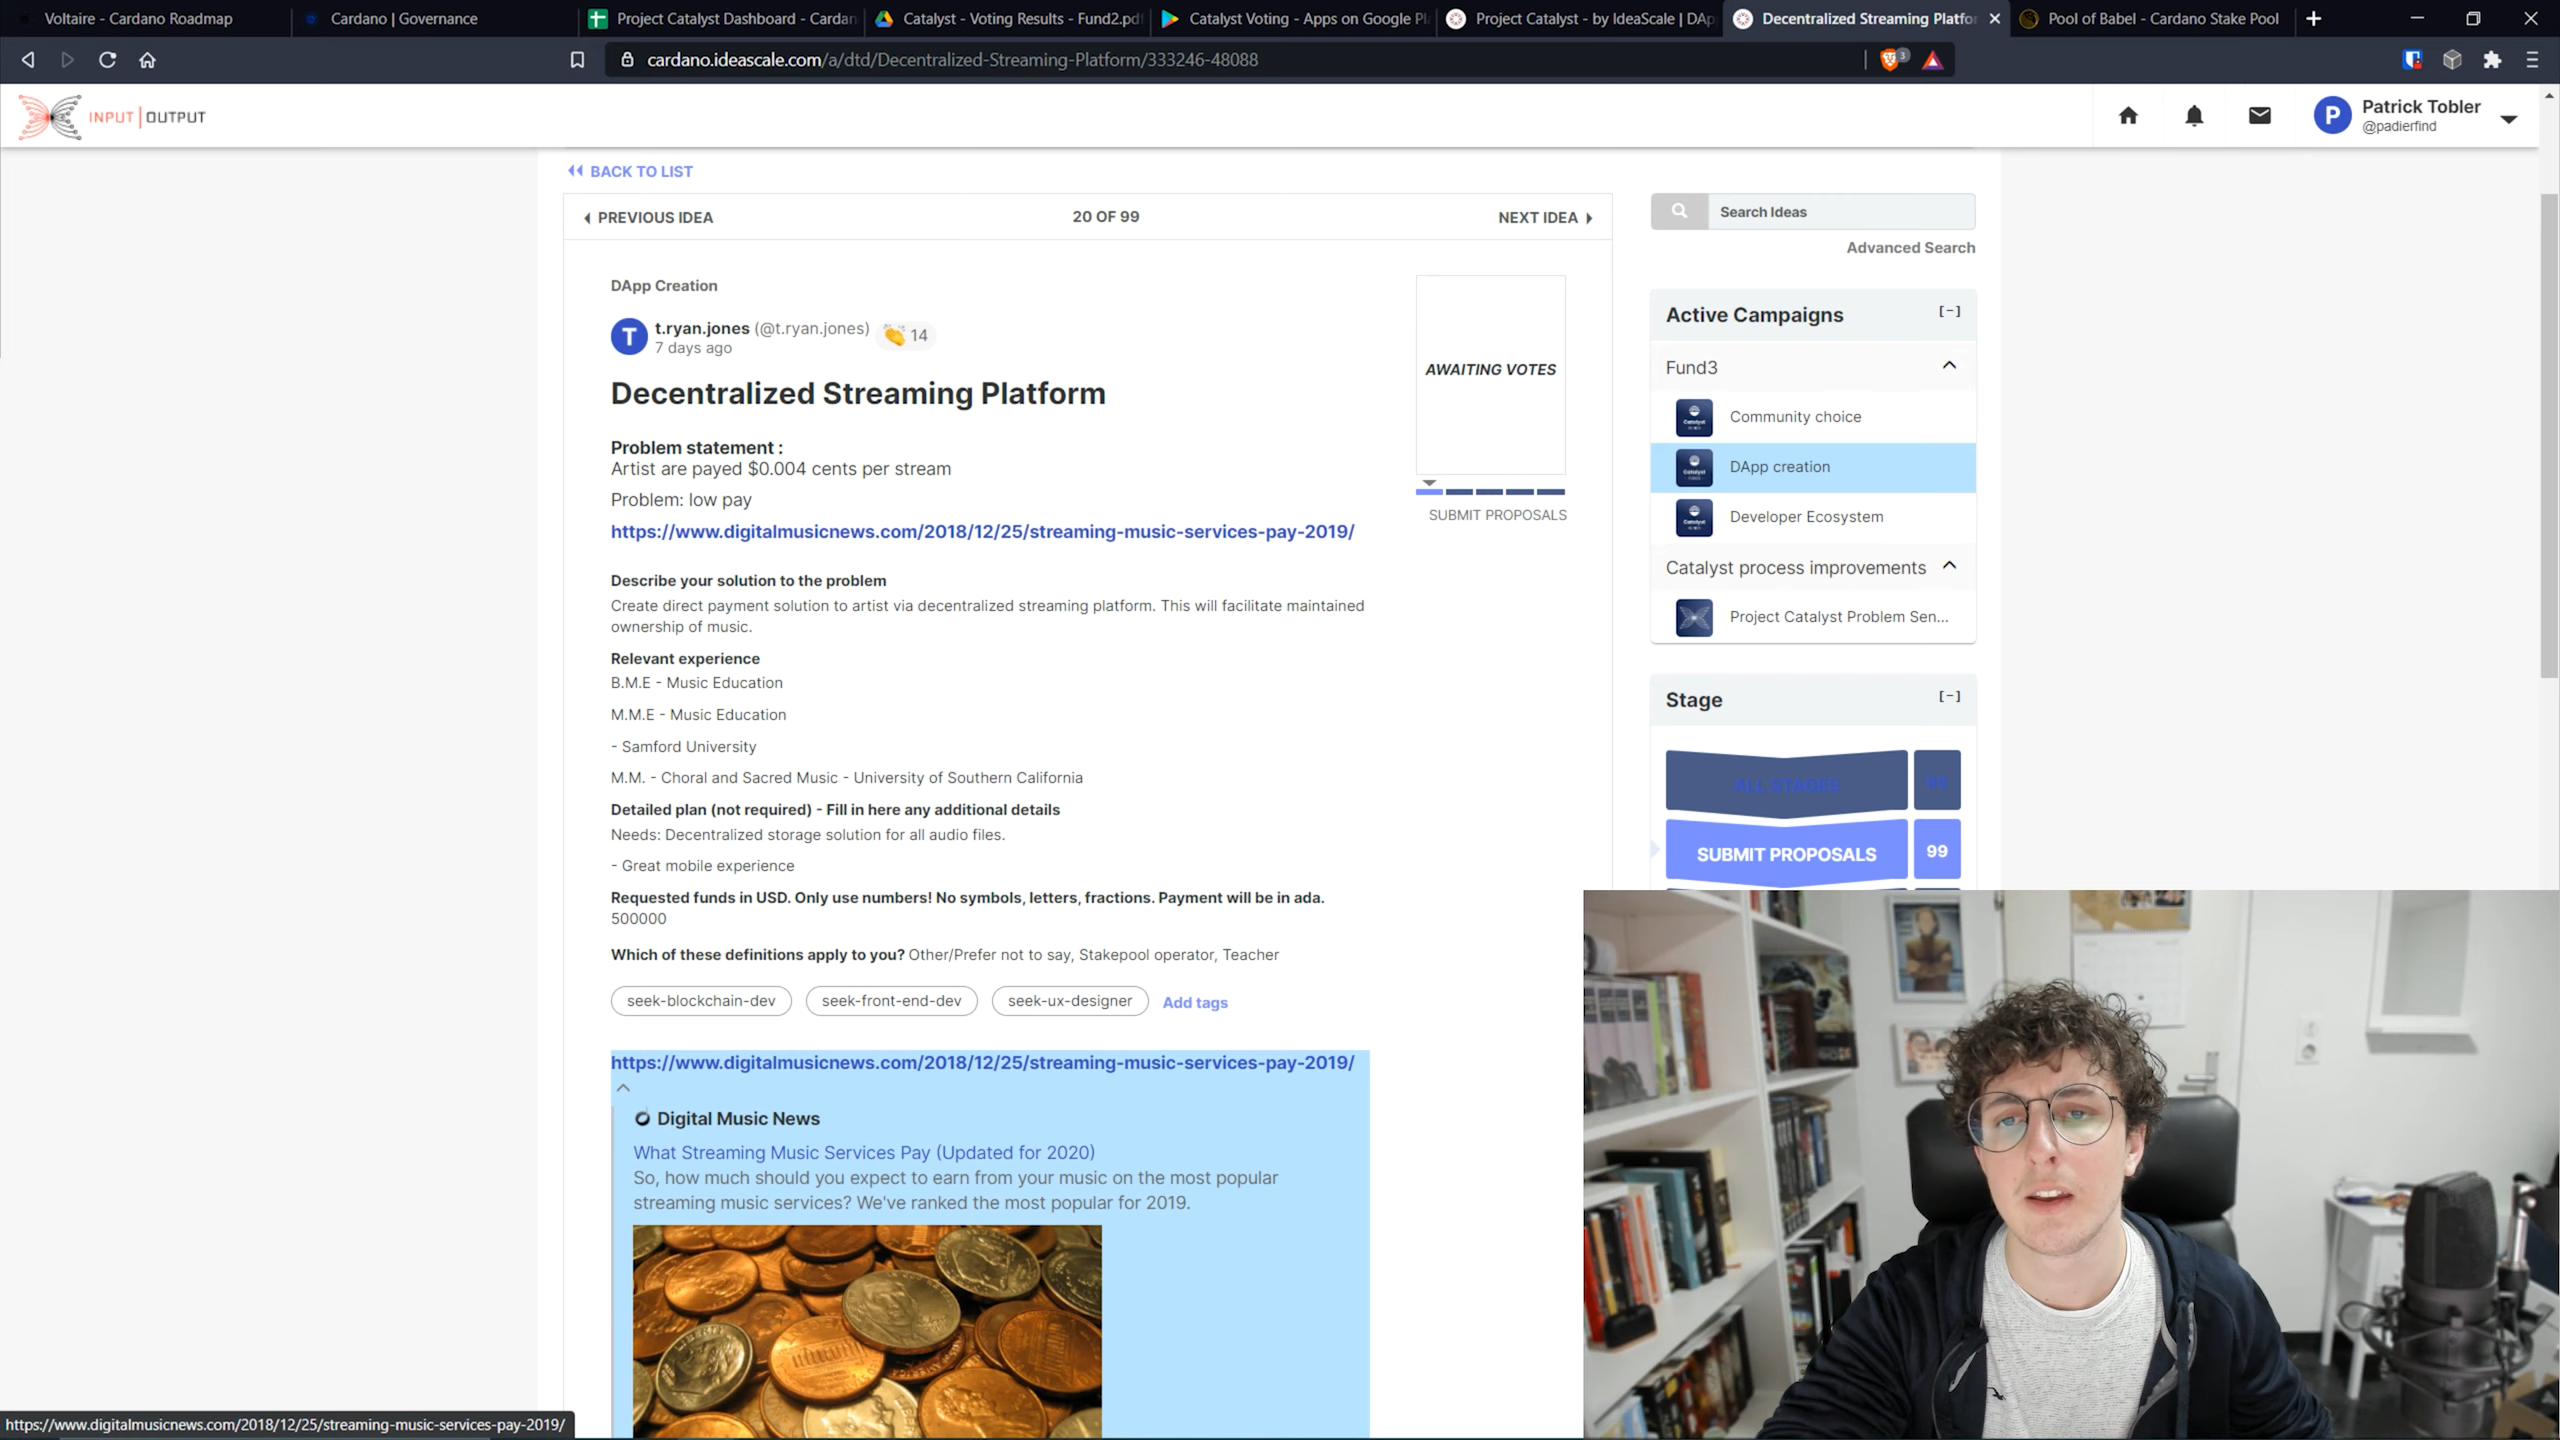 Voltaire - Cardano Roadmap
Cardano | Governance
Project Catalyst Dashboard - Cardan
Catalyst - Voting Results - Fund2.pdf
Catalyst Voting - Apps on Google Pl
Project Catalyst - by IdeaScale | DAp
Decentralized Streaming Platfo
Pool of Babel - Cardano Stake Pool
cardano.ideascale.com/a/dtd/Decentralized-Streaming-Platform/333246-48088
3
INPUT | OUTPUT
P
Patrick Tobler
@padierfind
BACK TO LIST
PREVIOUS IDEA
20 OF 99
NEXT IDEA
DApp Creation
T
t.ryan.jones (@t.ryan.jones)
14
7 days ago
Decentralized Streaming Platform
Problem statement :
Artist are payed $0.004 cents per stream
Problem: low pay
https://www.digitalmusicnews.com/2018/12/25/streaming-music-services-pay-2019/
Describe your solution to the problem
Create direct payment solution to artist via decentralized streaming platform. This will facilitate maintained
ownership of music.
Relevant experience
B.M.E - Music Education
M.M.E - Music Education
- Samford University
M.M. - Choral and Sacred Music - University of Southern California
Detailed plan (not required) - Fill in here any additional details
Needs: Decentralized storage solution for all audio files.
- Great mobile experience
Requested funds in USD. Only use numbers! No symbols, letters, fractions. Payment will be in ada.
500000
Which of these definitions apply to you? Other/Prefer not to say, Stakepool operator, Teacher
seek-blockchain-dev
seek-front-end-dev
seek-ux-designer
Add tags
https://www.digitalmusicnews.com/2018/12/25/streaming-music-services-pay-2019/
Digital Music News
What Streaming Music Services Pay (Updated for 2020)
So, how much should you expect to earn from your music on the most popular
streaming music services? We've ranked the most popular for 2019.
AWAITING VOTES
SUBMIT PROPOSALS
Search Ideas
Advanced Search
Active Campaigns
[-]
Fund3
Community choice
DApp creation
Developer Ecosystem
Catalyst process improvements
Project Catalyst Problem Sen...
Stage
[-]
ALL STAGES
99
SUBMIT PROPOSALS
99
https://www.digitalmusicnews.com/2018/12/25/streaming-music-services-pay-2019/